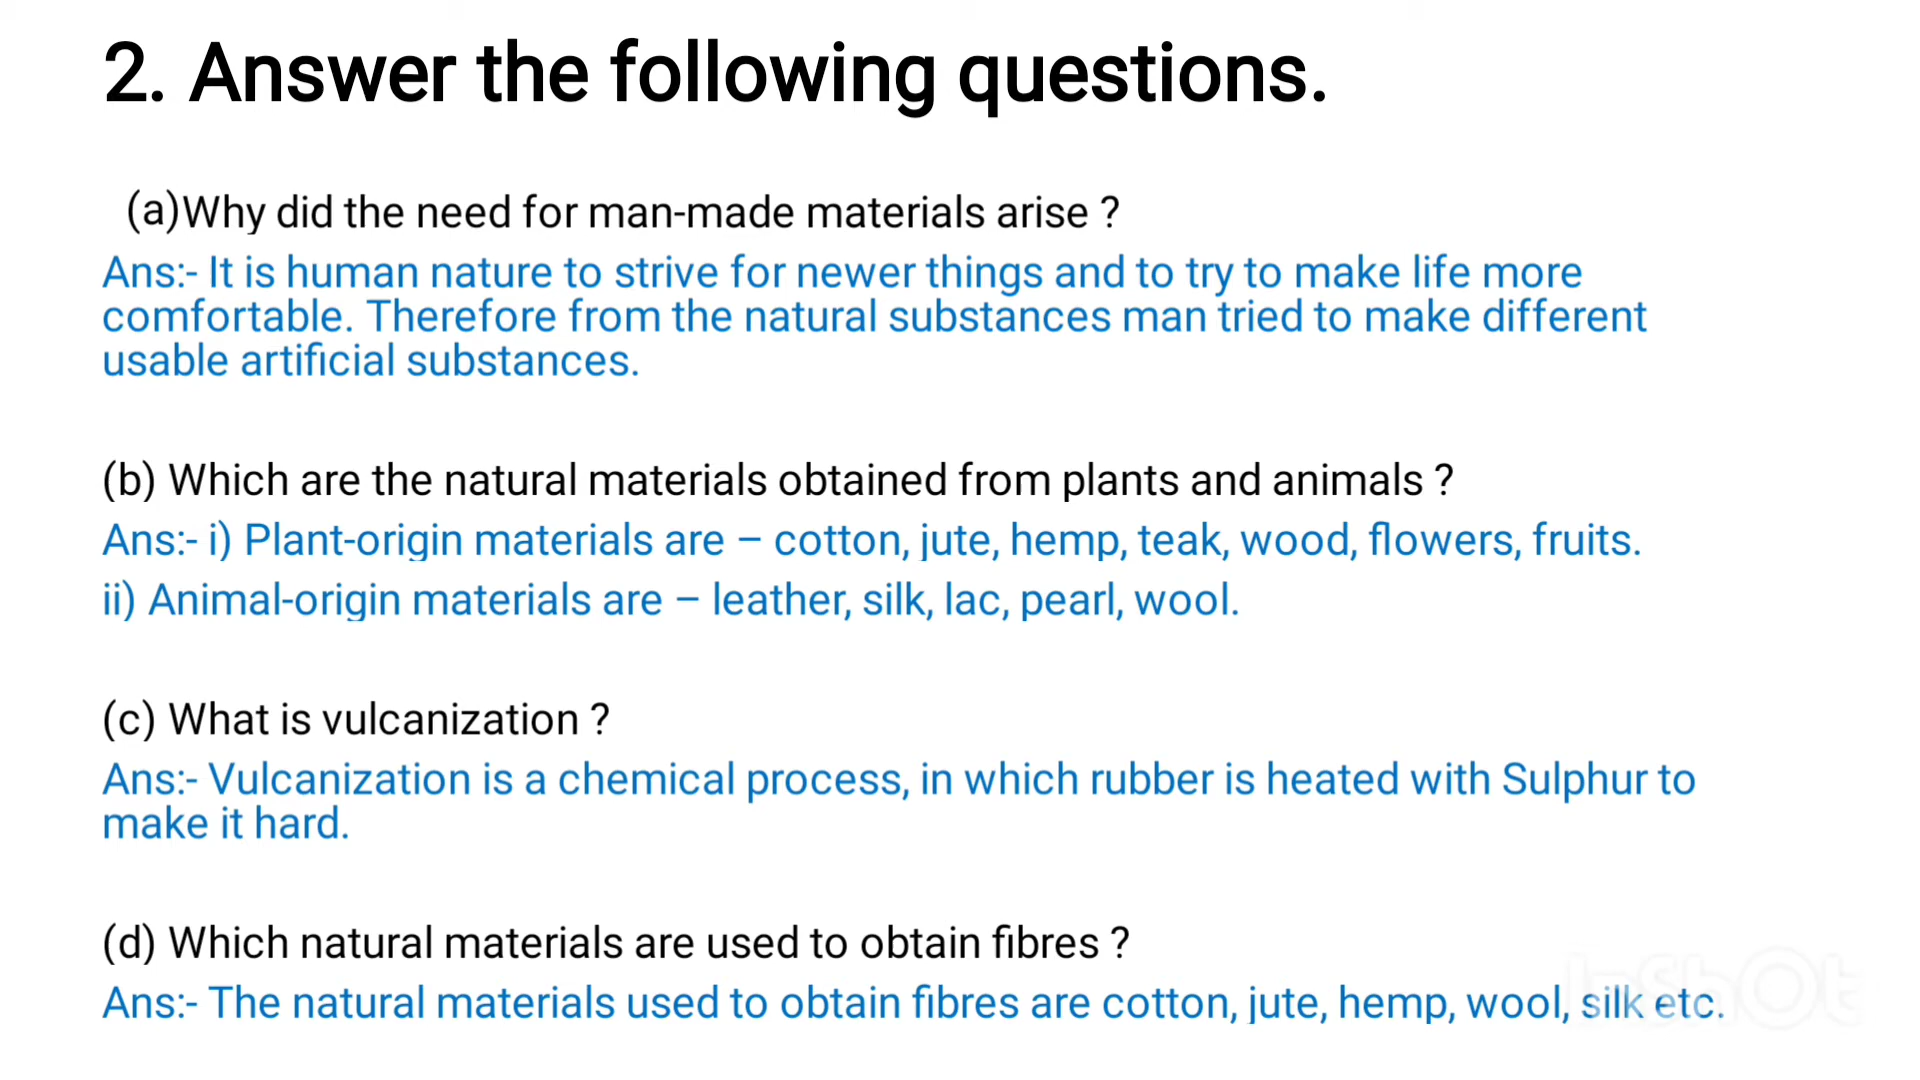 2. Answer the following questions.
(a)Why did the need for man-made materials arise ?
Ans:- It is human nature to strive for newer things and to try to make life more
comfortable. Therefore from the natural substances man tried to make different
usable artificial substances.
(b) Which are the natural materials obtained from plants and animals ?
Ans:- i) Plant-origin materials are – cotton, jute, hemp, teak, wood, flowers, fruits.
ii) Animal-origin materials are – leather, silk, lac, pearl, wool.
(c) What is vulcanization ?
Ans:- Vulcanization is a chemical process, in which rubber is heated with Sulphur to
make it hard.
(d) Which natural materials are used to obtain fibres ?
Ans:- The natural materials used to obtain fibres are cotton, jute, hemp, wool, silk etc.
InShOt